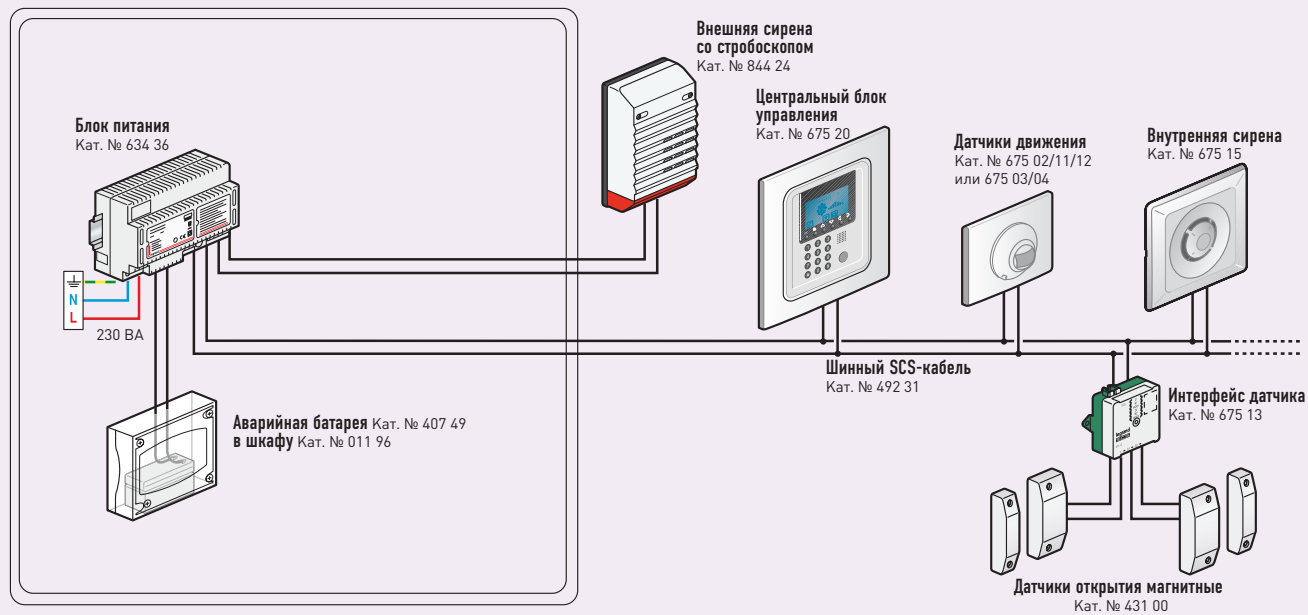 Внешняя сирена
со стробоскопом
Кат. № 844 24
Центральный блок
управления
Кат. № 675 20
Блок питания
Кат. № 634 36
Датчики движения
Кат. № 675 02/11/12
или 675 03/04
Внутренняя сирена
Кат. № 675 15
N
L
230 ВА
Шинный SCS-кабель
Кат. № 492 31
Интерфейс датчика
Кат. № 675 13
Аварийная батарея Кат. № 407 49
в шкафу Кат. № 011 96
Датчики открытия магнитные
Кат. № 431 00